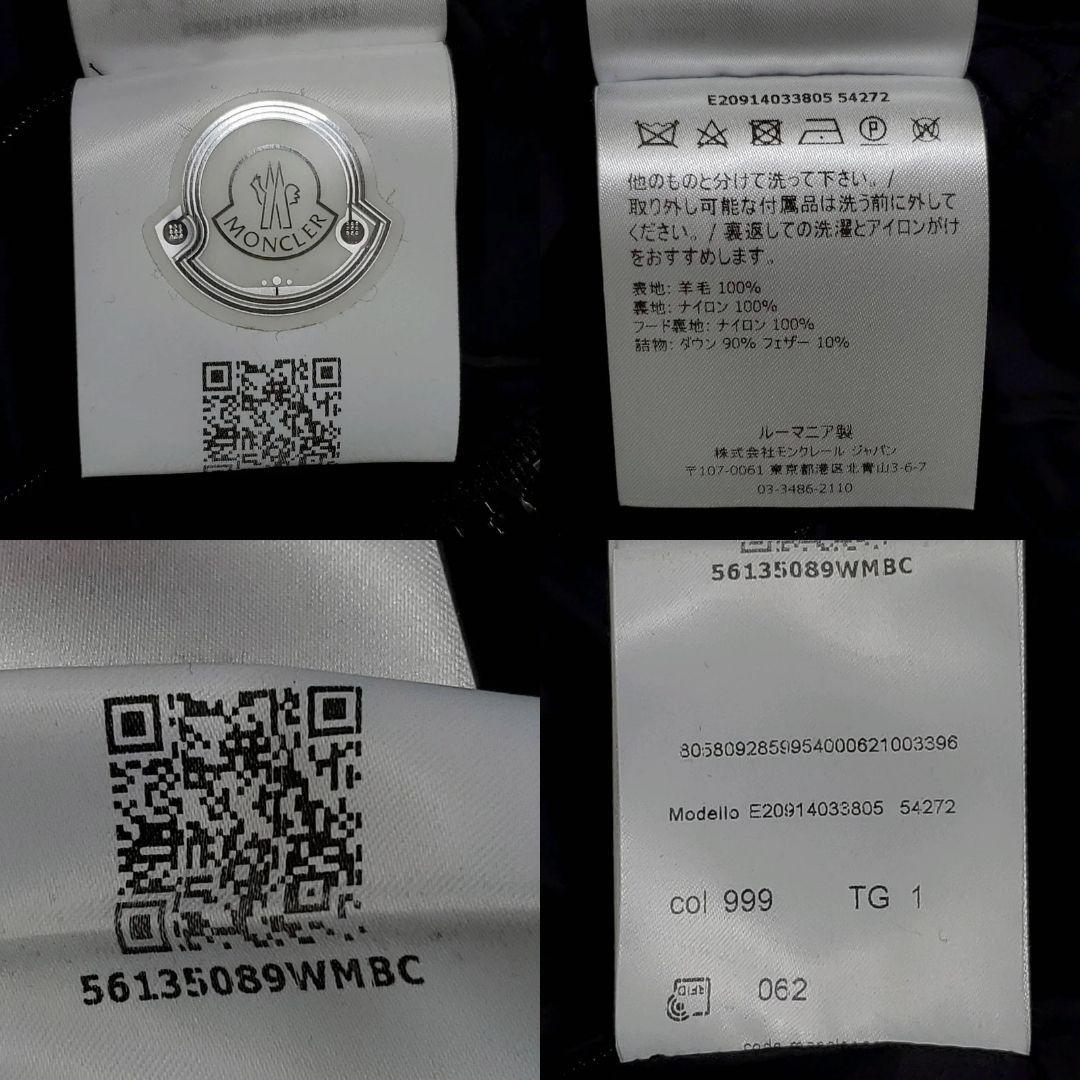 MONCLER
E20914033805 54272
P
W
他のものと分けて洗って下さい。/
取り外し可能な付属品は洗う前に外して
ください。/ 裏返しての洗濯とアイロンがけ
をおすすめします。
表地: 羊毛 100%
裏地: ナイロン 100%
フード裏地: ナイロン 100%
詰物: ダウン 90% フェザー 10%
ルーマニア製
株式会社モンクレール ジャパン
〒107-0061 東京都港区北青山3-6-7
03-3486-2110
56135089WMBC
56135089WMBC
8058092859954000621003396
Modello E20914033805 54272
col 999 TG 1
RFID 062